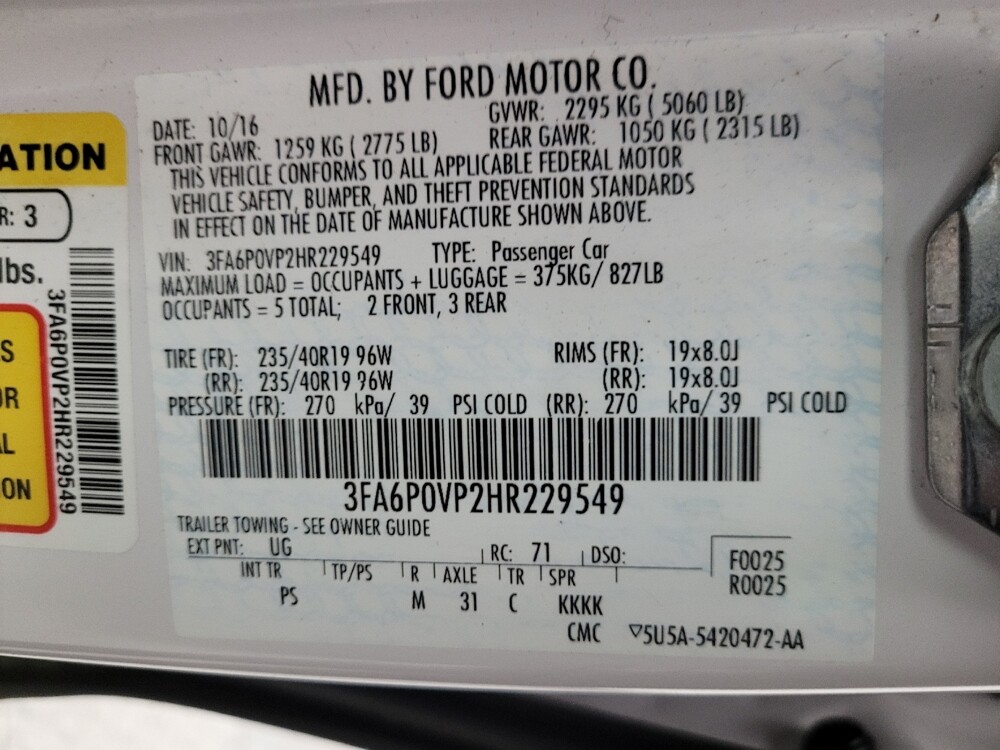 MFD. BY FORD MOTOR CO.
DATE: 10/16 GVWR: 2295 KG ( 5060 LB)
FRONT GAWR: 1259 KG ( 2775 LB) REAR GAWR: 1050 KG ( 2315 LB)
THIS VEHICLE CONFORMS TO ALL APPLICABLE FEDERAL MOTOR
VEHICLE SAFETY, BUMPER, AND THEFT PREVENTION STANDARDS
IN EFFECT ON THE DATE OF MANUFACTURE SHOWN ABOVE.
VIN: 3FA6P0VP2HR229549 TYPE: Passenger Car
MAXIMUM LOAD = OCCUPANTS + LUGGAGE = 375KG/ 827LB
OCCUPANTS = 5 TOTAL; 2 FRONT, 3 REAR
TIRE (FR): 235/40R19 96W RIMS (FR): 19x8.0J
(RR): 235/40R19 96W (RR): 19x8.0J
PRESSURE (FR): 270 kPa/ 39 PSI COLD (RR): 270 kPa/ 39 PSI COLD
3FA6P0VP2HR229549
TRAILER TOWING - SEE OWNER GUIDE
EXT PNT: UG RC: 71 DSO: F0025
R0025
INT TR TP/PS R AXLE TR SPR
PS M 31 C KKKK
CMC ▽5U5A-5420472-AA
ATION
R: 3
lbs.
3FA6P0VP2HR229549
S
OR
AL
ON